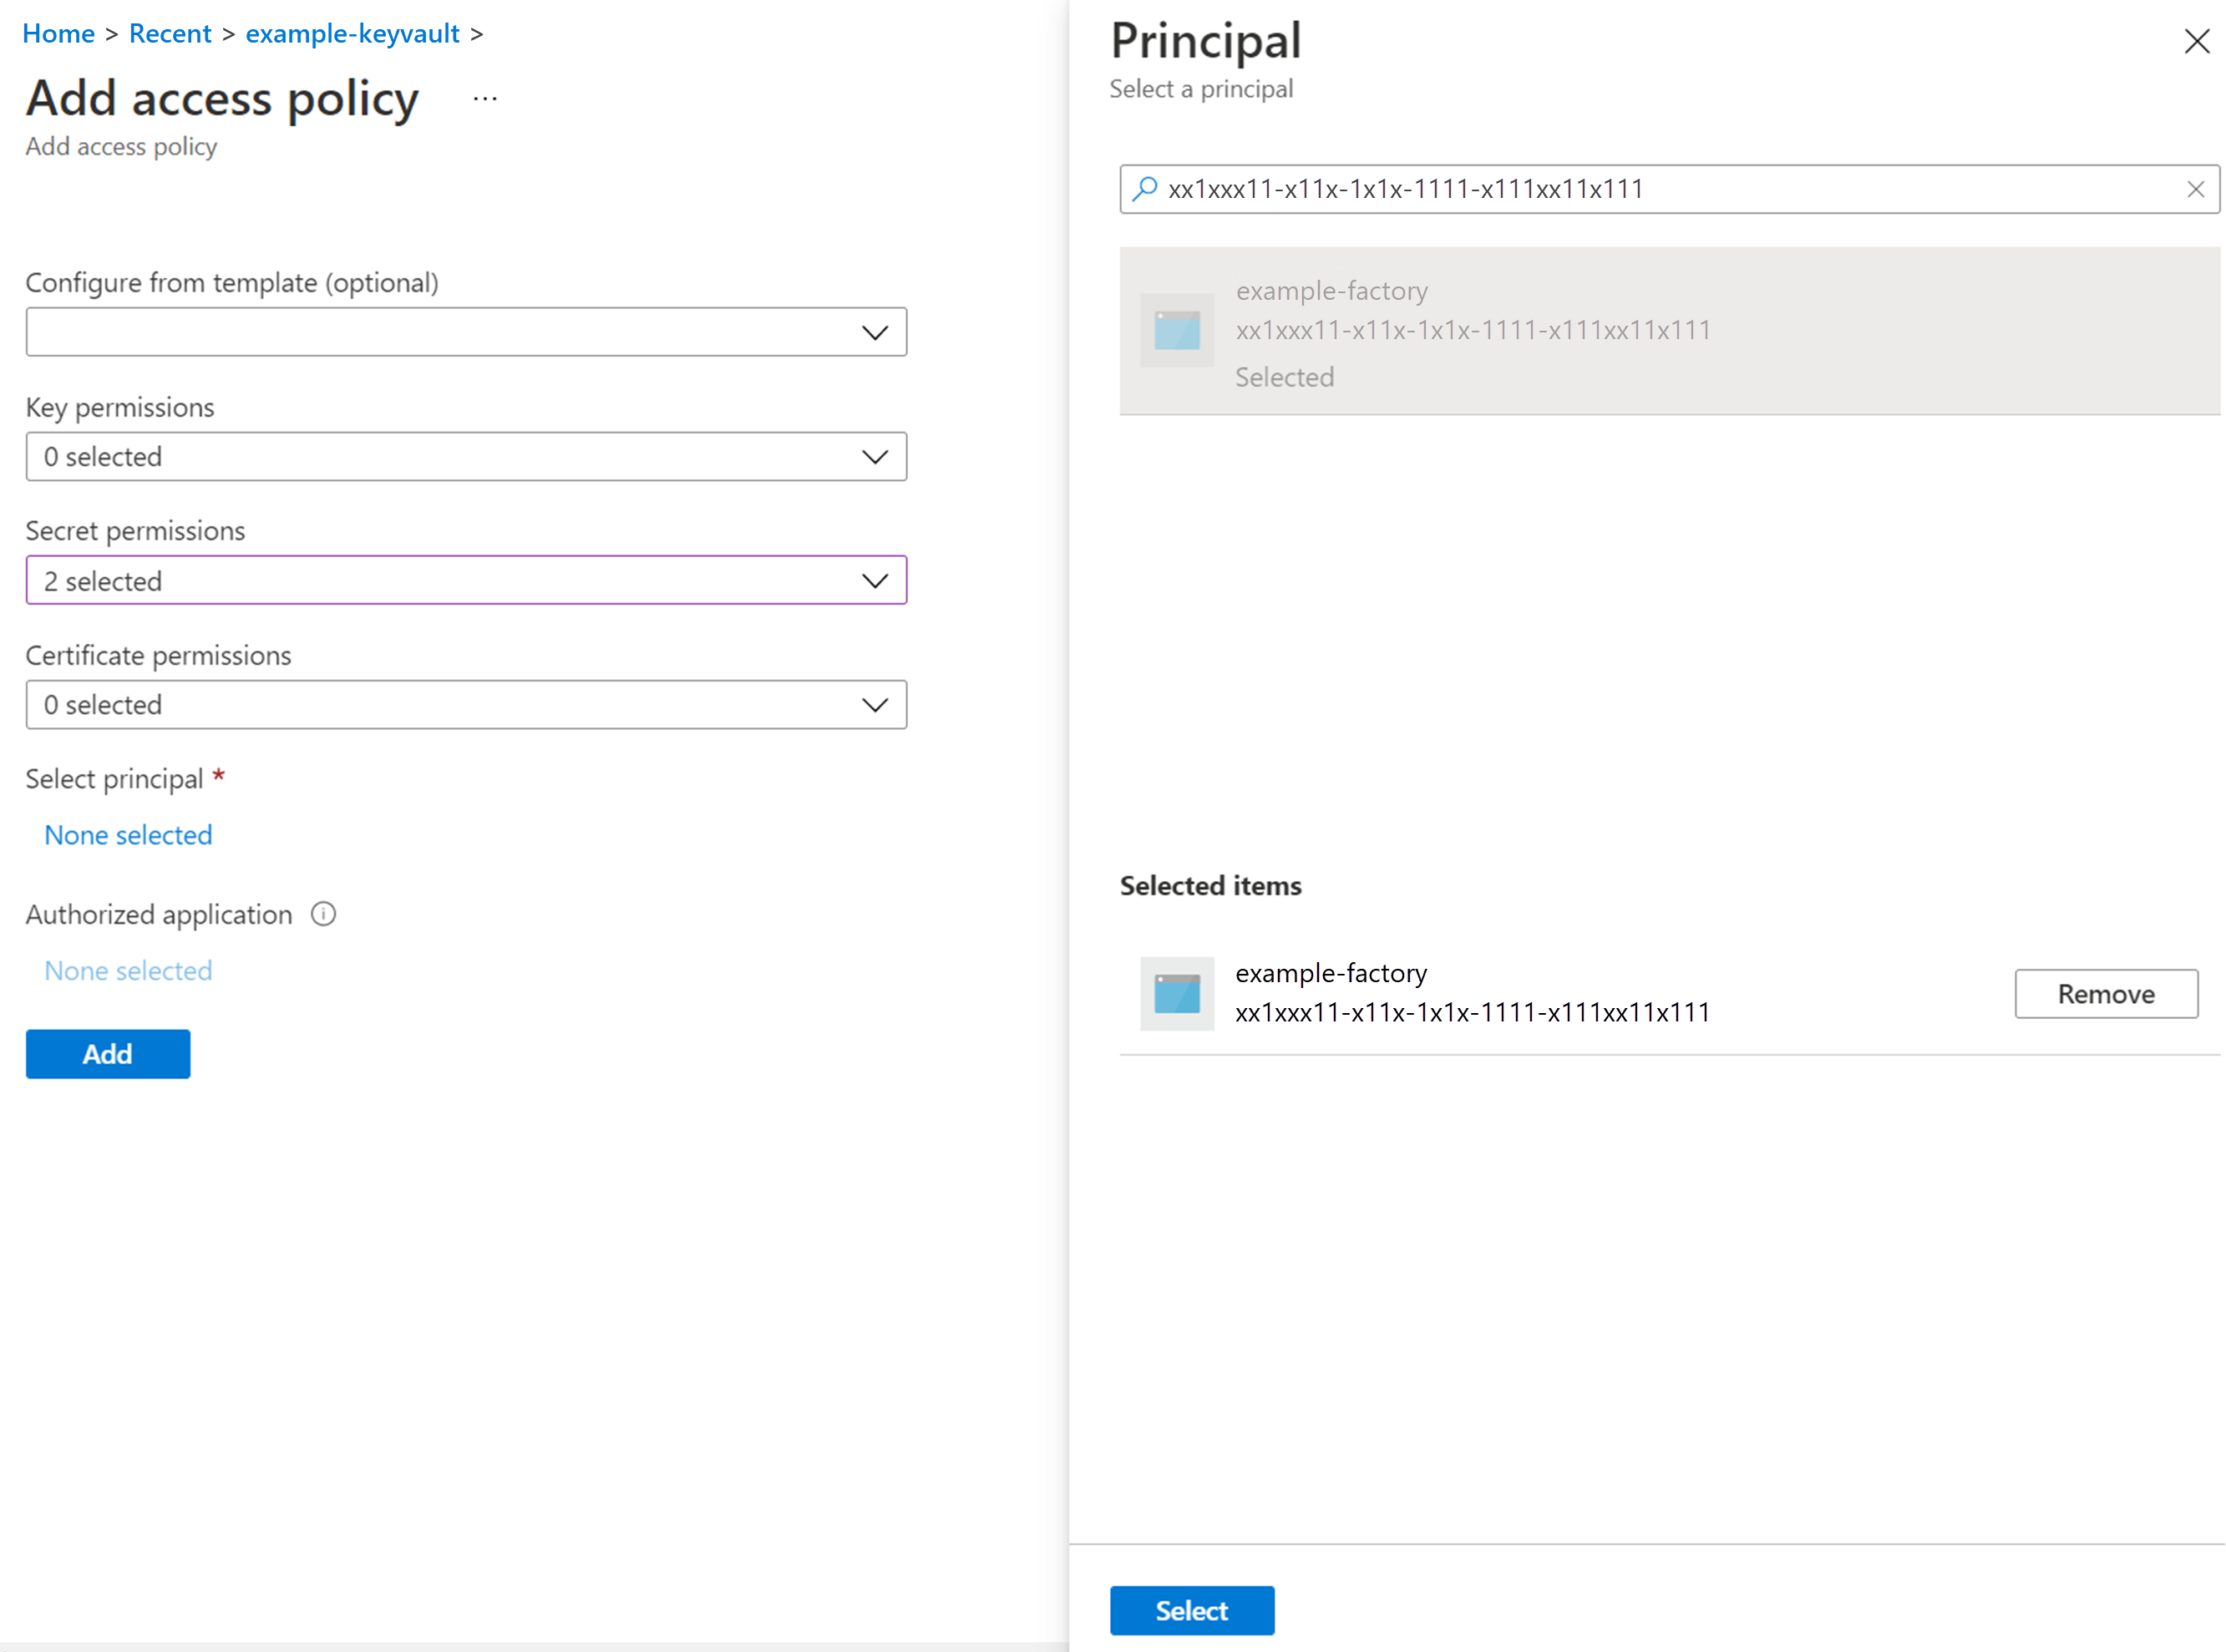 Home > Recent > example-keyvault >
Add access policy ...
Add access policy
Configure from template (optional)
Key permissions
0 selected
Secret permissions
2 selected
Certificate permissions
0 selected
Select principal *
None selected
Authorized application
None selected
Add
Principal
Select a principal
xx1xxx11-x11x-1x1x-1111-x111xx11x111
example-factory
xx1xxx11-x11x-1x1x-1111-x111xx11x111
Selected
Selected items
example-factory
xx1xxx11-x11x-1x1x-1111-x111xx11x111
Remove
Select